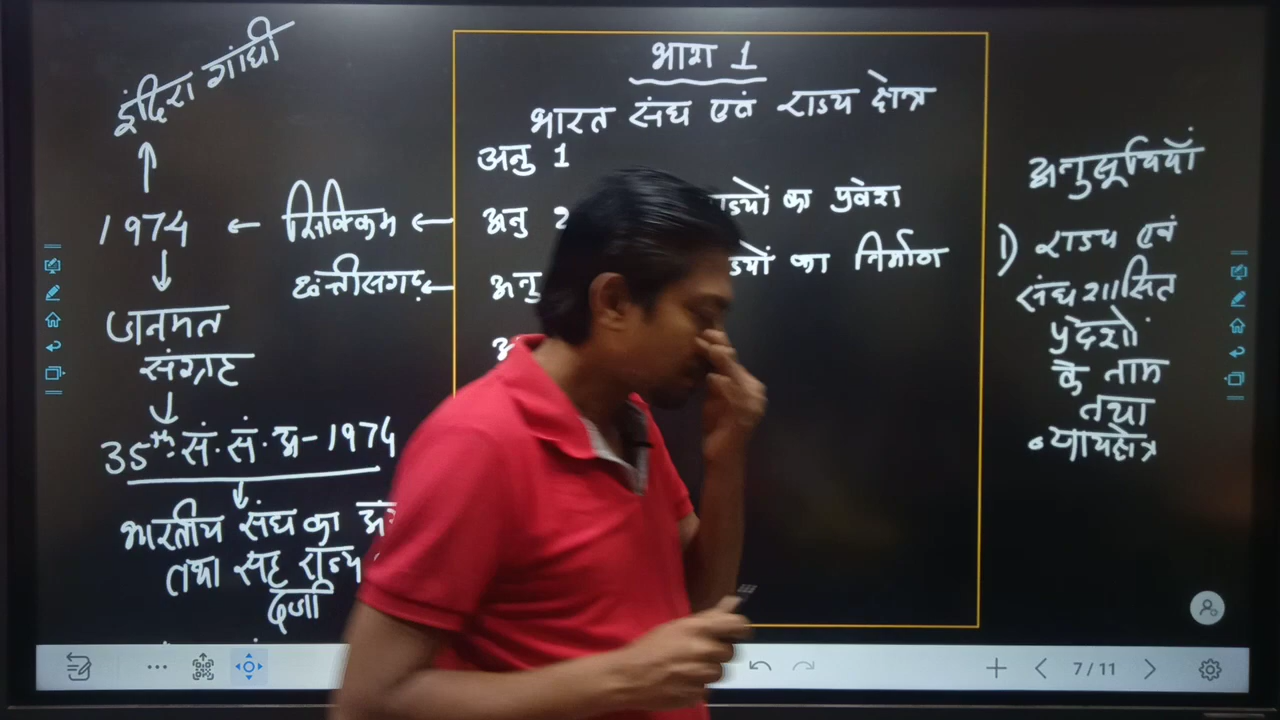 इंदिरा गांधी
1974 ← सिक्किम ←
छत्तीसगढ़ ←
जनमत
संग्रह
35th सं. सं. अ - 1974
भारतीय संघ का
तथा सह राज्य
दर्जा
भाग 1
भारत संघ एवं राज्य क्षेत्र
अनु 1
अनु 2 का प्रवेश
अनु का निर्माण
अनुसूचियाँ
1) राज्य एवं
संघ शासित
प्रदेशों
के नाम
तथा
न्यायक्षेत्र
7/11